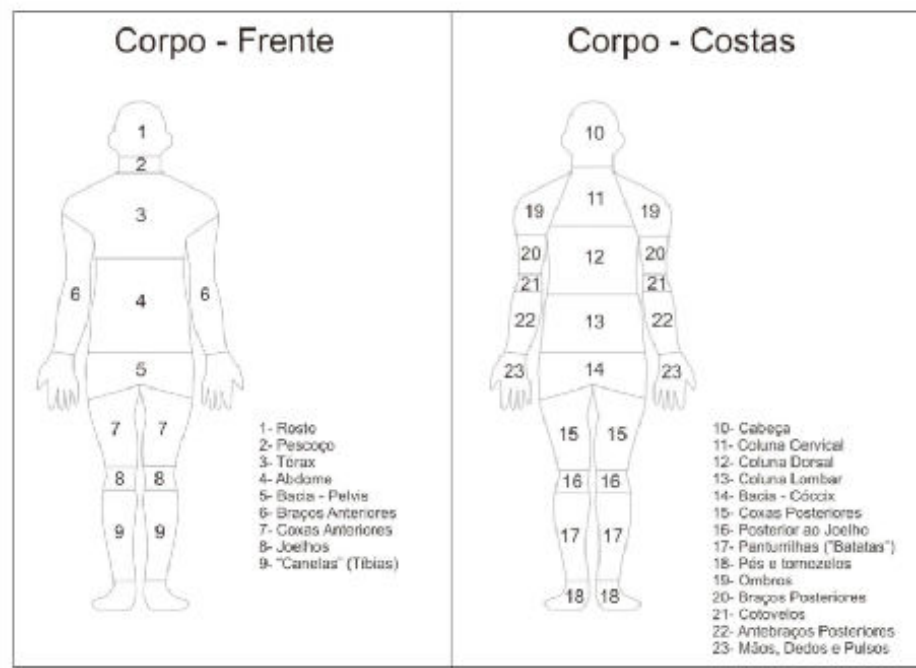 Corpo - Frente
1
2
3
6 4 6
5
7 7
8 8
9 9
1- Rosto
2- Pescoço
3- Tórax
4- Abdome
5- Bacia - Pelvis
6- Braços Anteriores
7- Coxas Anteriores
8- Joelhos
9- "Canelas" (Tíbias)
Corpo - Costas
10
11
19 19
20 12 20
21 21
22 13 22
23 14 23
15 15
16 16
17 17
18 18
10- Cabeça
11- Coluna Cervical
12- Coluna Dorsal
13- Coluna Lombar
14- Bacia - Cóccix
15- Coxas Posteriores
16- Posterior ao Joelho
17- Panturrilhas ("Batatas")
18- Pés e tornozelos
19- Ombros
20- Braços Posteriores
21- Cotovelos
22- Antebraços Posteriores
23- Mãos, Dedos e Pulsos